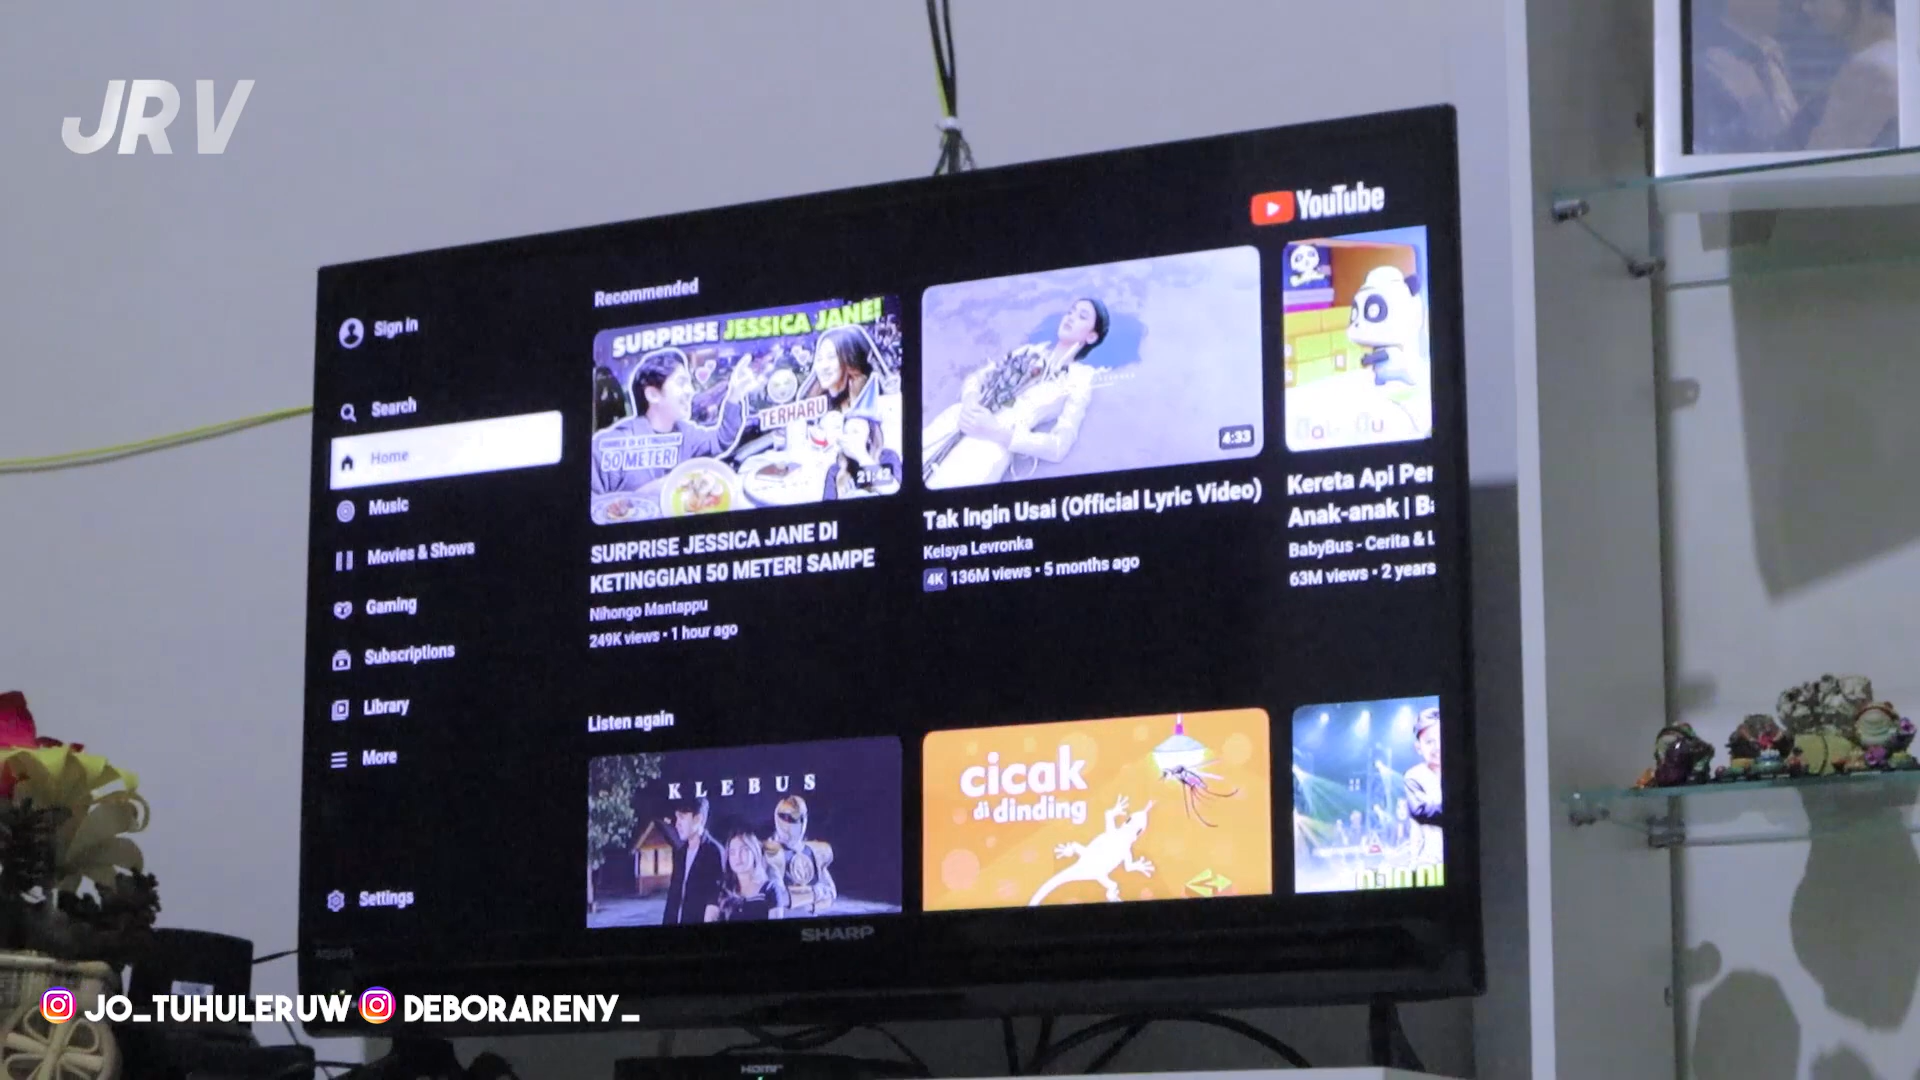 JRV
YouTube
Sign in
Search
Home
Music
Movies & Shows
Gaming
Subscriptions
Library
More
Settings
Recommended
SURPRISE JESSICA JANE!
TERHARU
50 METER!
21:42
SURPRISE JESSICA JANE DI
KETINGGIAN 50 METER! SAMPE
Nihongo Mantappu
249K views • 1 hour ago
4:33
Tak Ingin Usai (Official Lyric Video)
Keisya Levronka
4K 136M views • 5 months ago
Kereta Api
Anak-anak |
BabyBus - Cerita &
63M views • 2 years
Listen again
KLEBUS
cicak
di dinding
SHARP
HDMI
JO_TUHULERUW DEBORARENY_